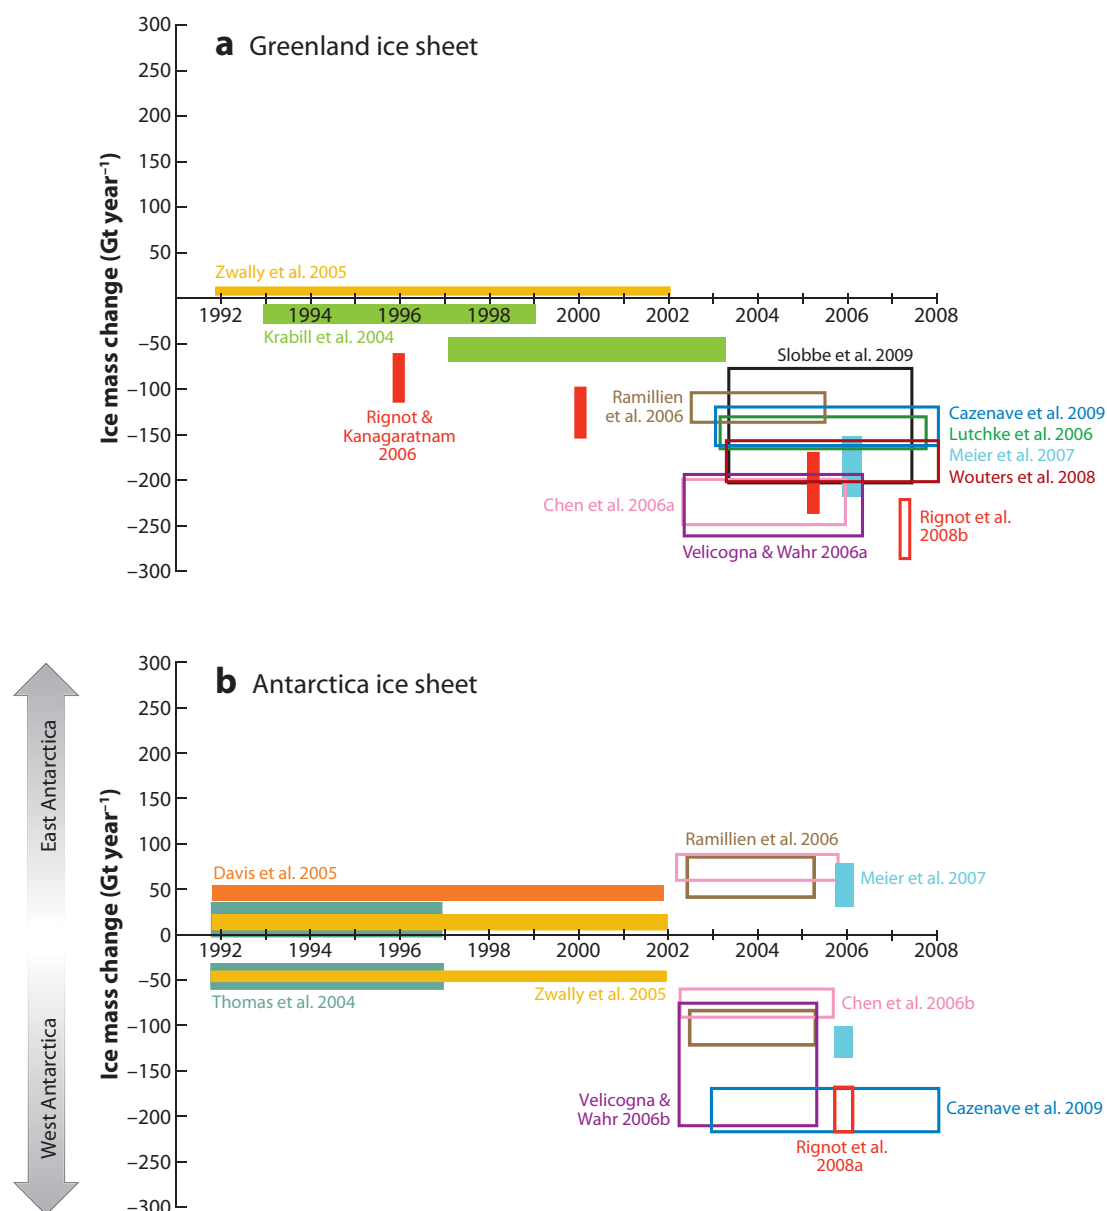 a Greenland ice sheet
Ice mass change (Gt year⁻¹)
300
250
200
150
100
50
–50
–100
–150
–200
–250
–300
1992
1994
1996
1998
2000
2002
2004
2006
2008
Zwally et al. 2005
Krabill et al. 2004
Rignot &
Kanagaratnam
2006
Slobbe et al. 2009
Ramillien
et al. 2006
Cazenave et al. 2009
Lutchke et al. 2006
Meier et al. 2007
Wouters et al. 2008
Chen et al. 2006a
Velicogna & Wahr 2006a
Rignot et al.
2008b
b Antarctica ice sheet
East Antarctica
West Antarctica
Ice mass change (Gt year⁻¹)
300
250
200
150
100
50
0
–50
–100
–150
–200
–250
–300
1992
1994
1996
1998
2000
2002
2004
2006
2008
Ramillien et al. 2006
Davis et al. 2005
Meier et al. 2007
Thomas et al. 2004
Zwally et al. 2005
Chen et al. 2006b
Velicogna &
Wahr 2006b
Cazenave et al. 2009
Rignot et al.
2008a